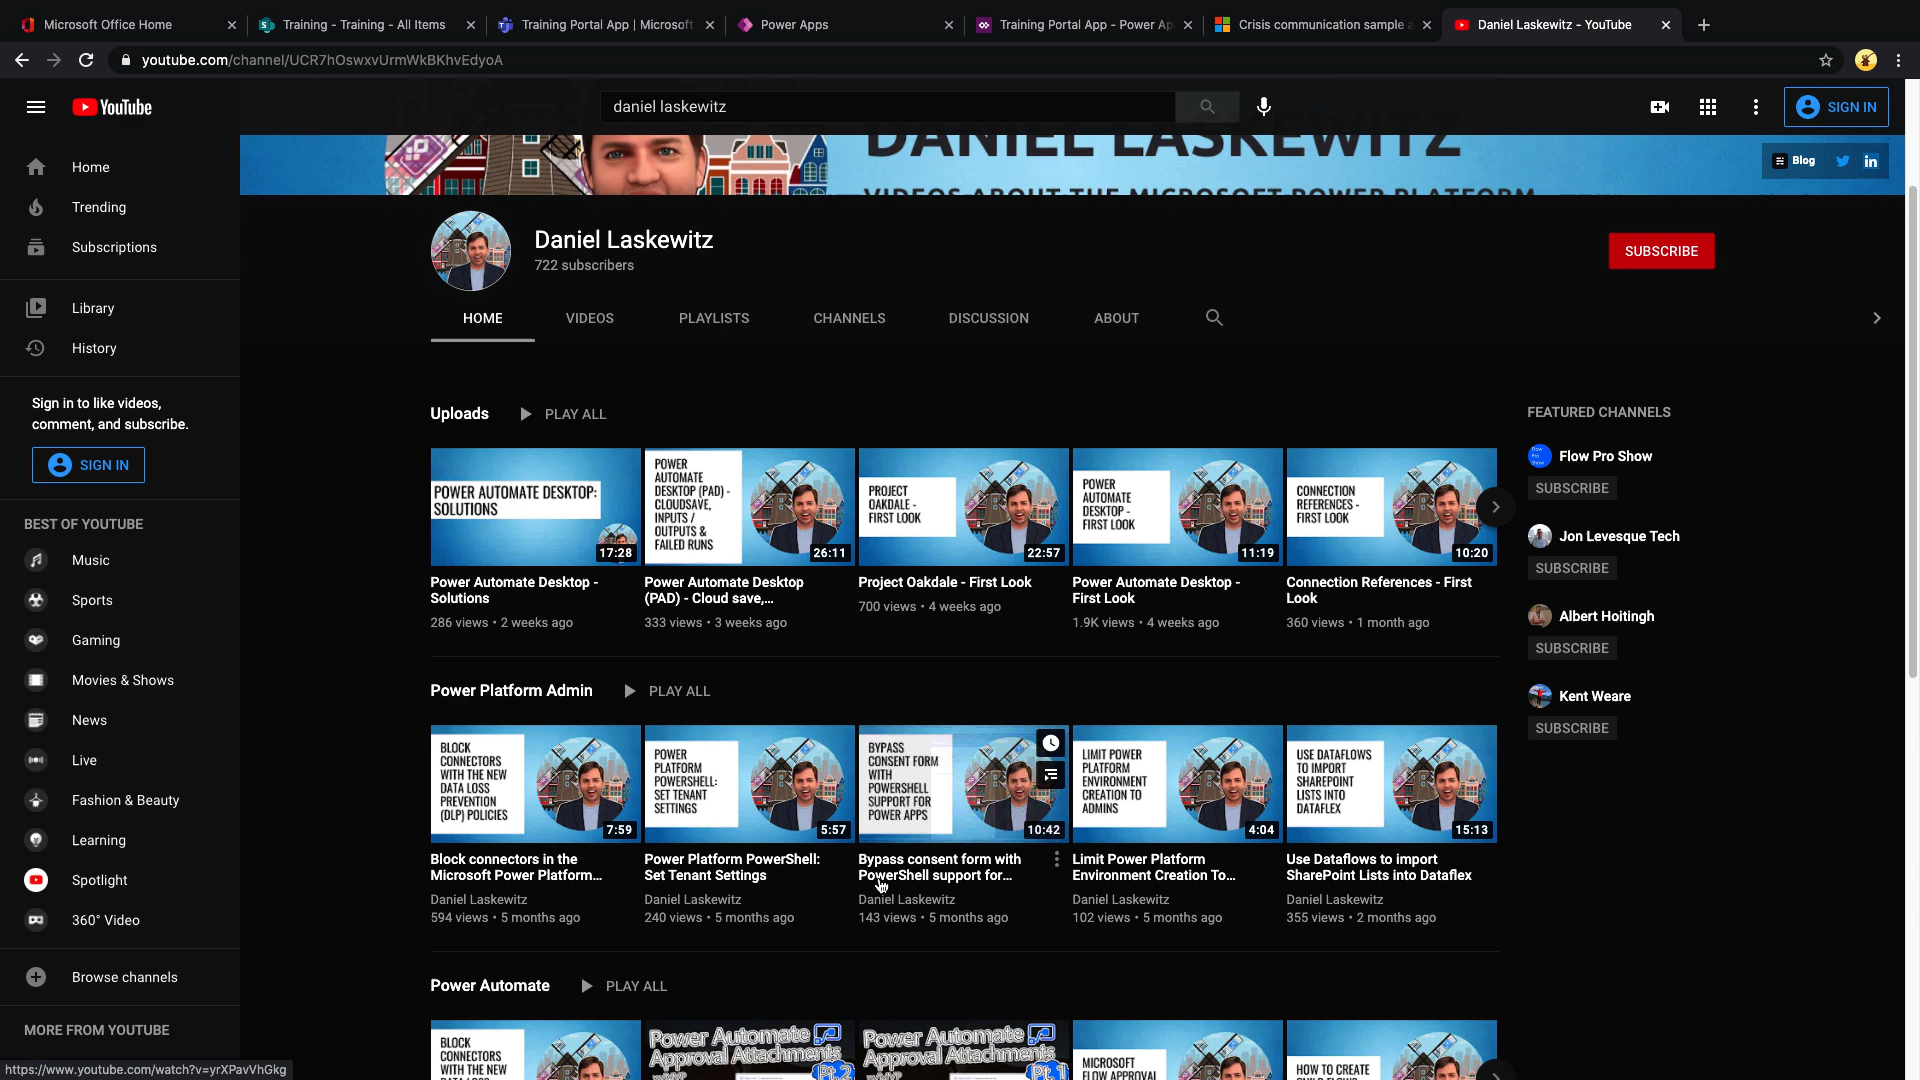 Microsoft Office Home
Training - Training - All Items
Training Portal App | Microsoft
Power Apps
Training Portal App - Power Ap
Crisis communication sample a
Daniel Laskewitz - YouTube
youtube.com/channel/UCR7hOswxvUrmWkBKhvEdyoA
YouTube
daniel laskewitz
SIGN IN
DANIEL LASKEWITZ
VIDEOS ABOUT THE MICROSOFT POWER PLATFORM
Blog
Home
Trending
Subscriptions
Library
History
Sign in to like videos,
comment, and subscribe.
SIGN IN
BEST OF YOUTUBE
Music
Sports
Gaming
Movies & Shows
News
Live
Fashion & Beauty
Learning
Spotlight
360° Video
Browse channels
MORE FROM YOUTUBE
https://www.youtube.com/watch?v=yrXPavVhGkg
Daniel Laskewitz
722 subscribers
SUBSCRIBE
HOME
VIDEOS
PLAYLISTS
CHANNELS
DISCUSSION
ABOUT
Uploads
PLAY ALL
POWER AUTOMATE DESKTOP:
SOLUTIONS
17:28
Power Automate Desktop -
Solutions
286 views • 2 weeks ago
POWER
AUTOMATE
DESKTOP (PAD) -
CLOUDSAVE,
INPUTS /
OUTPUTS &
FAILED RUNS
26:11
Power Automate Desktop
(PAD) - Cloud save,...
333 views • 3 weeks ago
PROJECT
OAKDALE -
FIRST LOOK
22:57
Project Oakdale - First Look
700 views • 4 weeks ago
POWER
AUTOMATE
DESKTOP -
FIRST LOOK
11:19
Power Automate Desktop -
First Look
1.9K views • 4 weeks ago
CONNECTION
REFERENCES -
FIRST LOOK
10:20
Connection References - First
Look
360 views • 1 month ago
Power Platform Admin
PLAY ALL
BLOCK
CONNECTORS
WITH THE NEW
DATA LOSS
PREVENTION
(DLP) POLICIES
7:59
Block connectors in the
Microsoft Power Platform...
Daniel Laskewitz
594 views • 5 months ago
POWER
PLATFORM
POWERSHELL:
SET TENANT
SETTINGS
5:57
Power Platform PowerShell:
Set Tenant Settings
Daniel Laskewitz
240 views • 5 months ago
BYPASS
CONSENT FORM
WITH
POWERSHELL
SUPPORT FOR
POWER APPS
10:42
Bypass consent form with
PowerShell support for...
Daniel Laskewitz
143 views • 5 months ago
LIMIT POWER
PLATFORM
ENVIRONMENT
CREATION TO
ADMINS
4:04
Limit Power Platform
Environment Creation To...
Daniel Laskewitz
102 views • 5 months ago
USE DATAFLOWS
TO IMPORT
SHAREPOINT
LISTS INTO
DATAFLEX
15:13
Use Dataflows to import
SharePoint Lists into Dataflex
Daniel Laskewitz
355 views • 2 months ago
Power Automate
PLAY ALL
BLOCK
CONNECTORS
WITH THE NEW
Power Automate
Approval Attachments
Pt.2
Power Automate
Approval Attachments
Pt.1
MICROSOFT
FLOW APPROVAL
HOW TO CREATE
FEATURED CHANNELS
Flow Pro Show
SUBSCRIBE
Jon Levesque Tech
SUBSCRIBE
Albert Hoitingh
SUBSCRIBE
Kent Weare
SUBSCRIBE